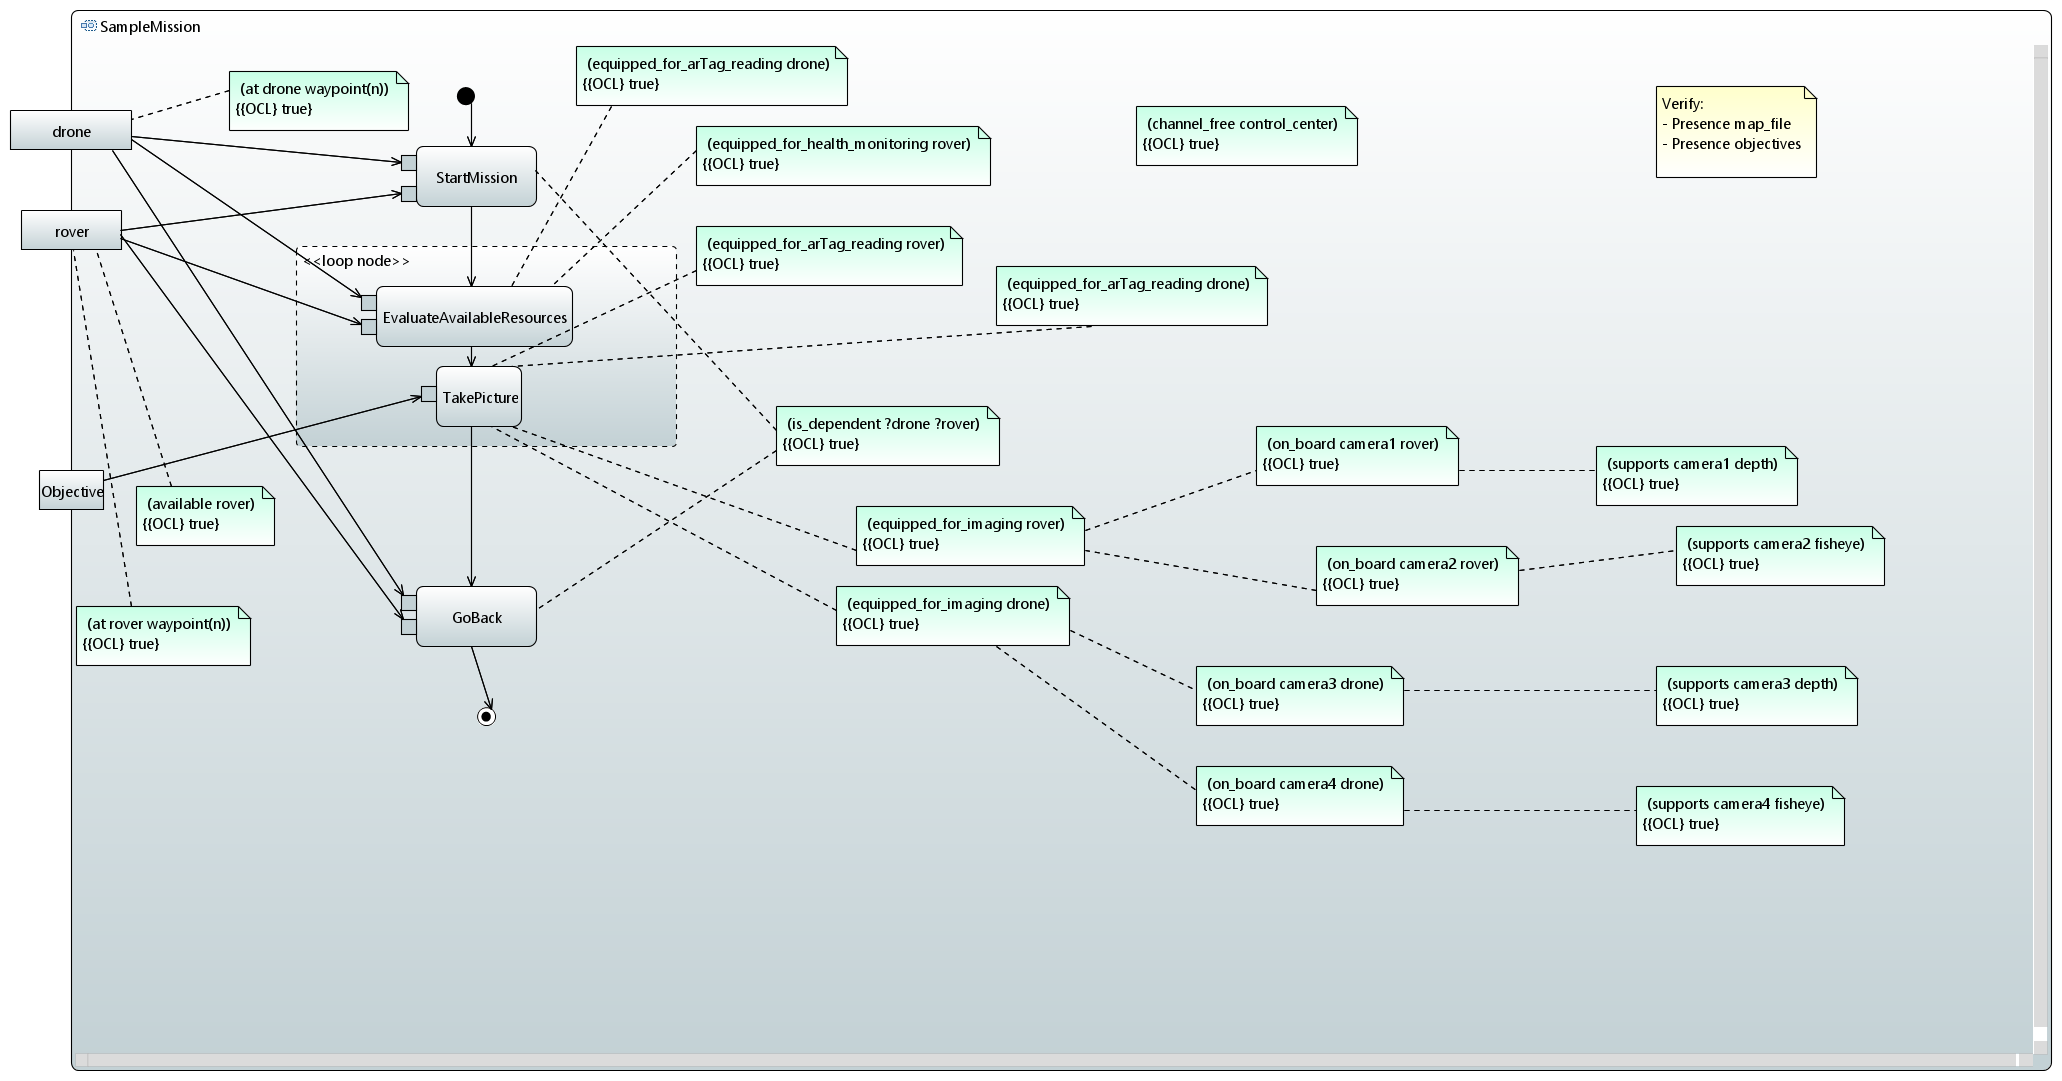 SampleMission
(equipped_for_arTag_reading drone)
{{OCL} true}
(at drone waypoint(n))
{{OCL} true}
drone
(channel_free control_center)
{{OCL} true}
Verify:
- Presence map_file
- Presence objectives
(equipped_for_health_monitoring rover)
{{OCL} true}
StartMission
rover
(equipped_for_arTag_reading rover)
{{OCL} true}
<<loop node>>
(equipped_for_arTag_reading drone)
{{OCL} true}
EvaluateAvailableResources
TakePicture
(is_dependent ?drone ?rover)
{{OCL} true}
(on_board camera1 rover)
{{OCL} true}
(supports camera1 depth)
{{OCL} true}
Objective
(available rover)
{{OCL} true}
(equipped_for_imaging rover)
{{OCL} true}
(on_board camera2 rover)
{{OCL} true}
(supports camera2 fisheye)
{{OCL} true}
(at rover waypoint(n))
{{OCL} true}
GoBack
(equipped_for_imaging drone)
{{OCL} true}
(on_board camera3 drone)
{{OCL} true}
(supports camera3 depth)
{{OCL} true}
(on_board camera4 drone)
{{OCL} true}
(supports camera4 fisheye)
{{OCL} true}